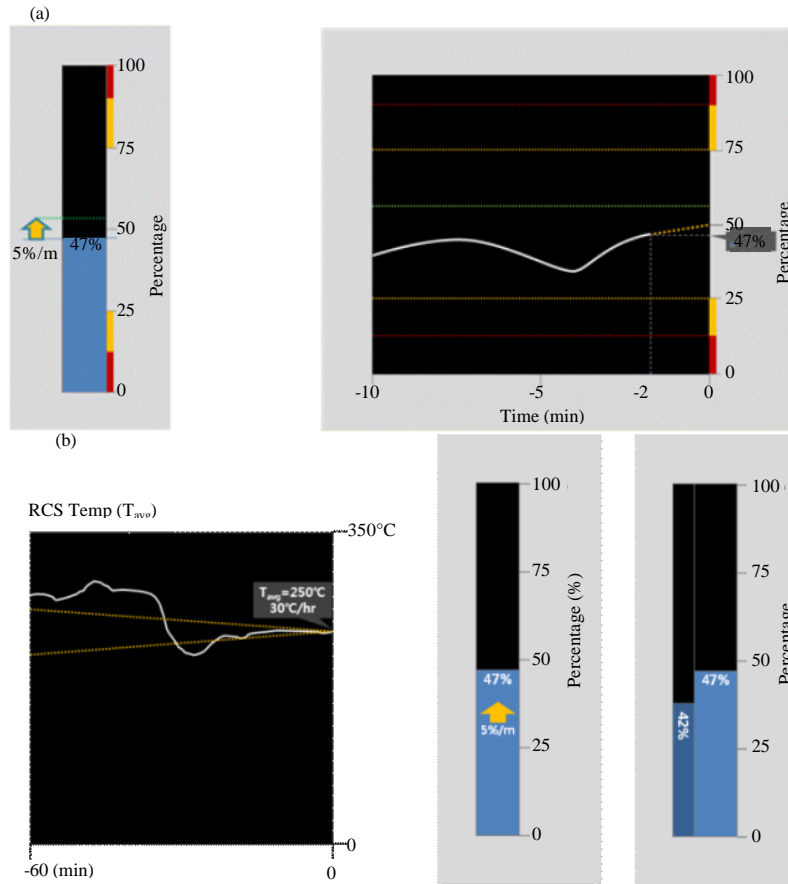 (a)
100
75
50
47%
5%/m
25
0
Percentage
100
75
50
47%
25
0
Percentage
-10
-5
-2
0
Time (min)
(b)
RCS Temp (Tavg)
350°C
Tavg=250℃
30℃/hr
0
-60 (min)
0
100
75
50
47%
5%/m
25
0
Percentage (%)
100
75
50
47%
42%
25
0
Percentage